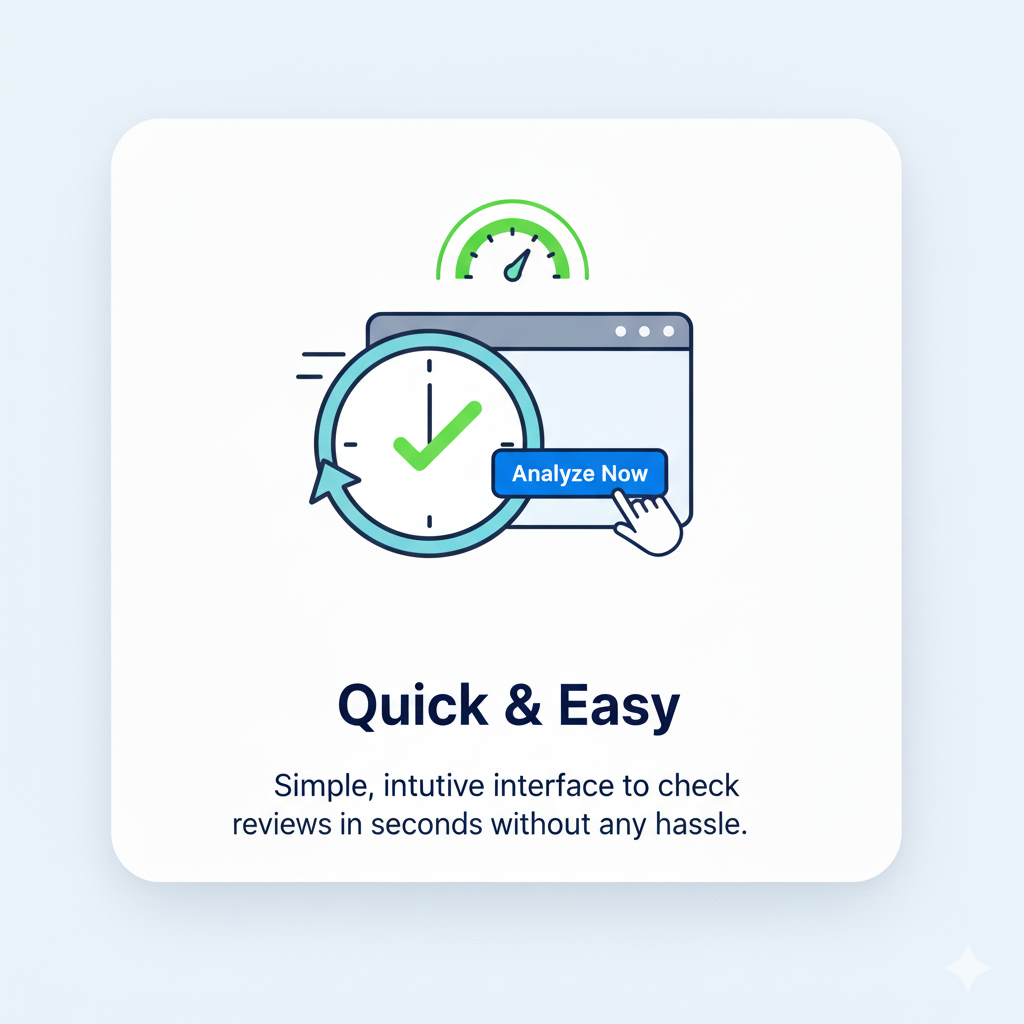 Analyze Now
Quick & Easy
Simple, intutive interface to check
reviews in seconds without any hassle.